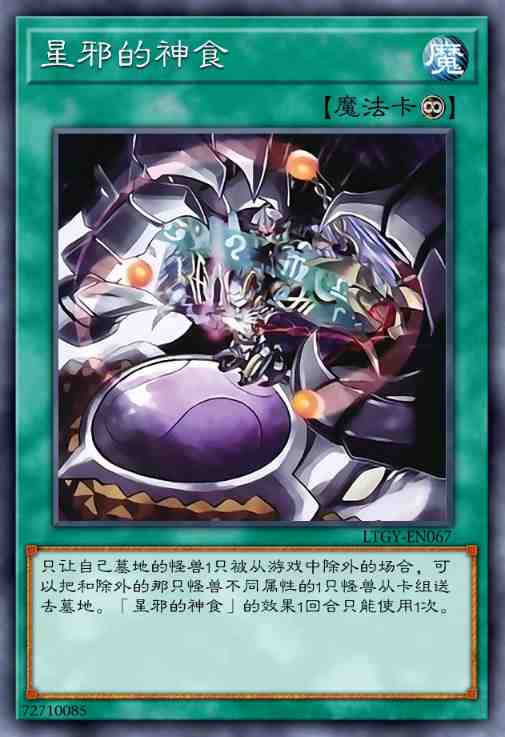 星邪的神食
魔
【魔法卡】
LTGY-EN067
只让自己墓地的怪兽1只被从游戏中除外的场合，可
以把和除外的那只怪兽不同属性的1只怪兽从卡组送
去墓地。「星邪的神食」的效果1回合只能使用1次。
72710085